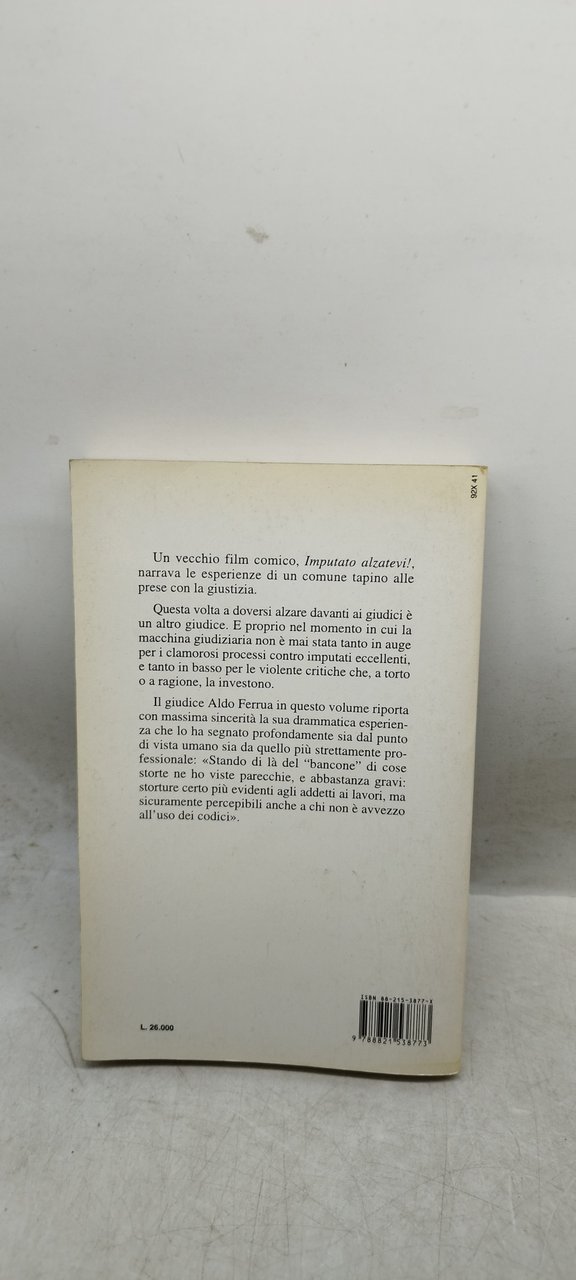 92X 41
Un vecchio film comico, Imputato alzatevi!,
narrava le esperienze di un comune tapino alle
prese con la giustizia.
Questa volta a doversi alzare davanti ai giudici è
un altro giudice. E proprio nel momento in cui la
macchina giudiziaria non è mai stata tanto in auge
per i clamorosi processi contro imputati eccellenti,
e tanto in basso per le violente critiche che, a torto
o a ragione, la investono.
Il giudice Aldo Ferrua in questo volume riporta
con massima sincerità la sua drammatica esperien-
za che lo ha segnato profondamente sia dal punto
di vista umano sia da quello più strettamente pro-
fessionale: «Stando di là del “bancone” di cose
storte ne ho viste parecchie, e abbastanza gravi:
storture certo più evidenti agli addetti ai lavori, ma
sicuramente percepibili anche a chi non è avvezzo
all'uso dei codici».
ISBN 88-215-3877-X
9 788821 538773
L. 26.000